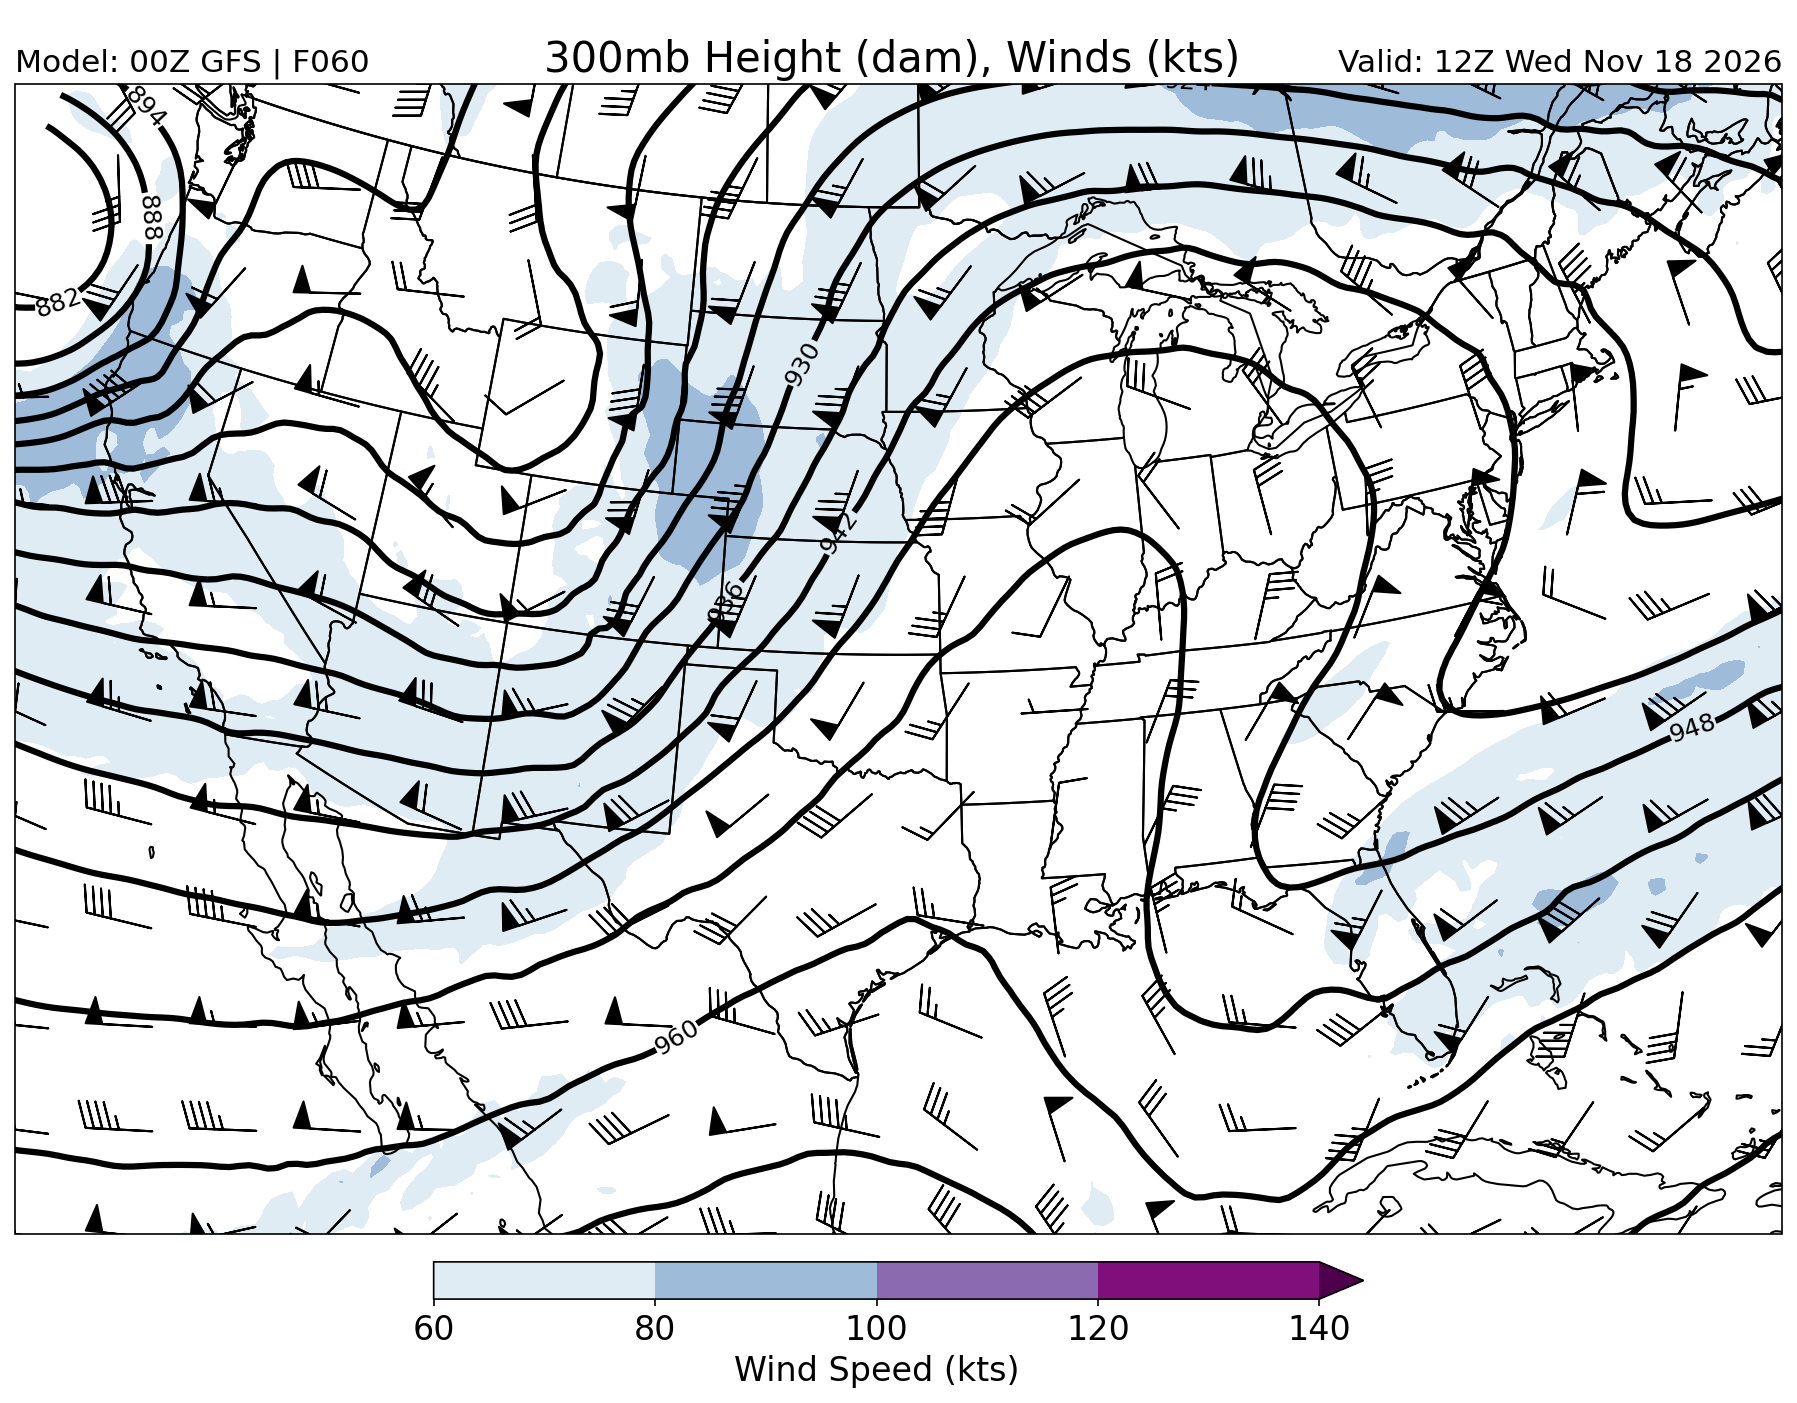 Model: 00Z GFS | F060
300mb Height (dam), Winds (kts)
Valid: 12Z Wed Nov 18 2026
894
924
888
882
930
942
936
948
960
60 80 100 120 140
Wind Speed (kts)